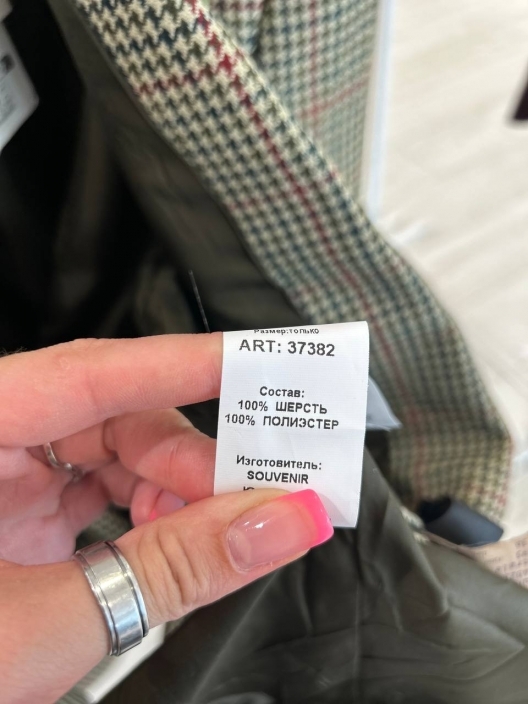 Размер:только
ART: 37382
Состав:
100% ШЕРСТЬ
100% ПОЛИЭСТЕР
Изготовитель:
SOUVENIR